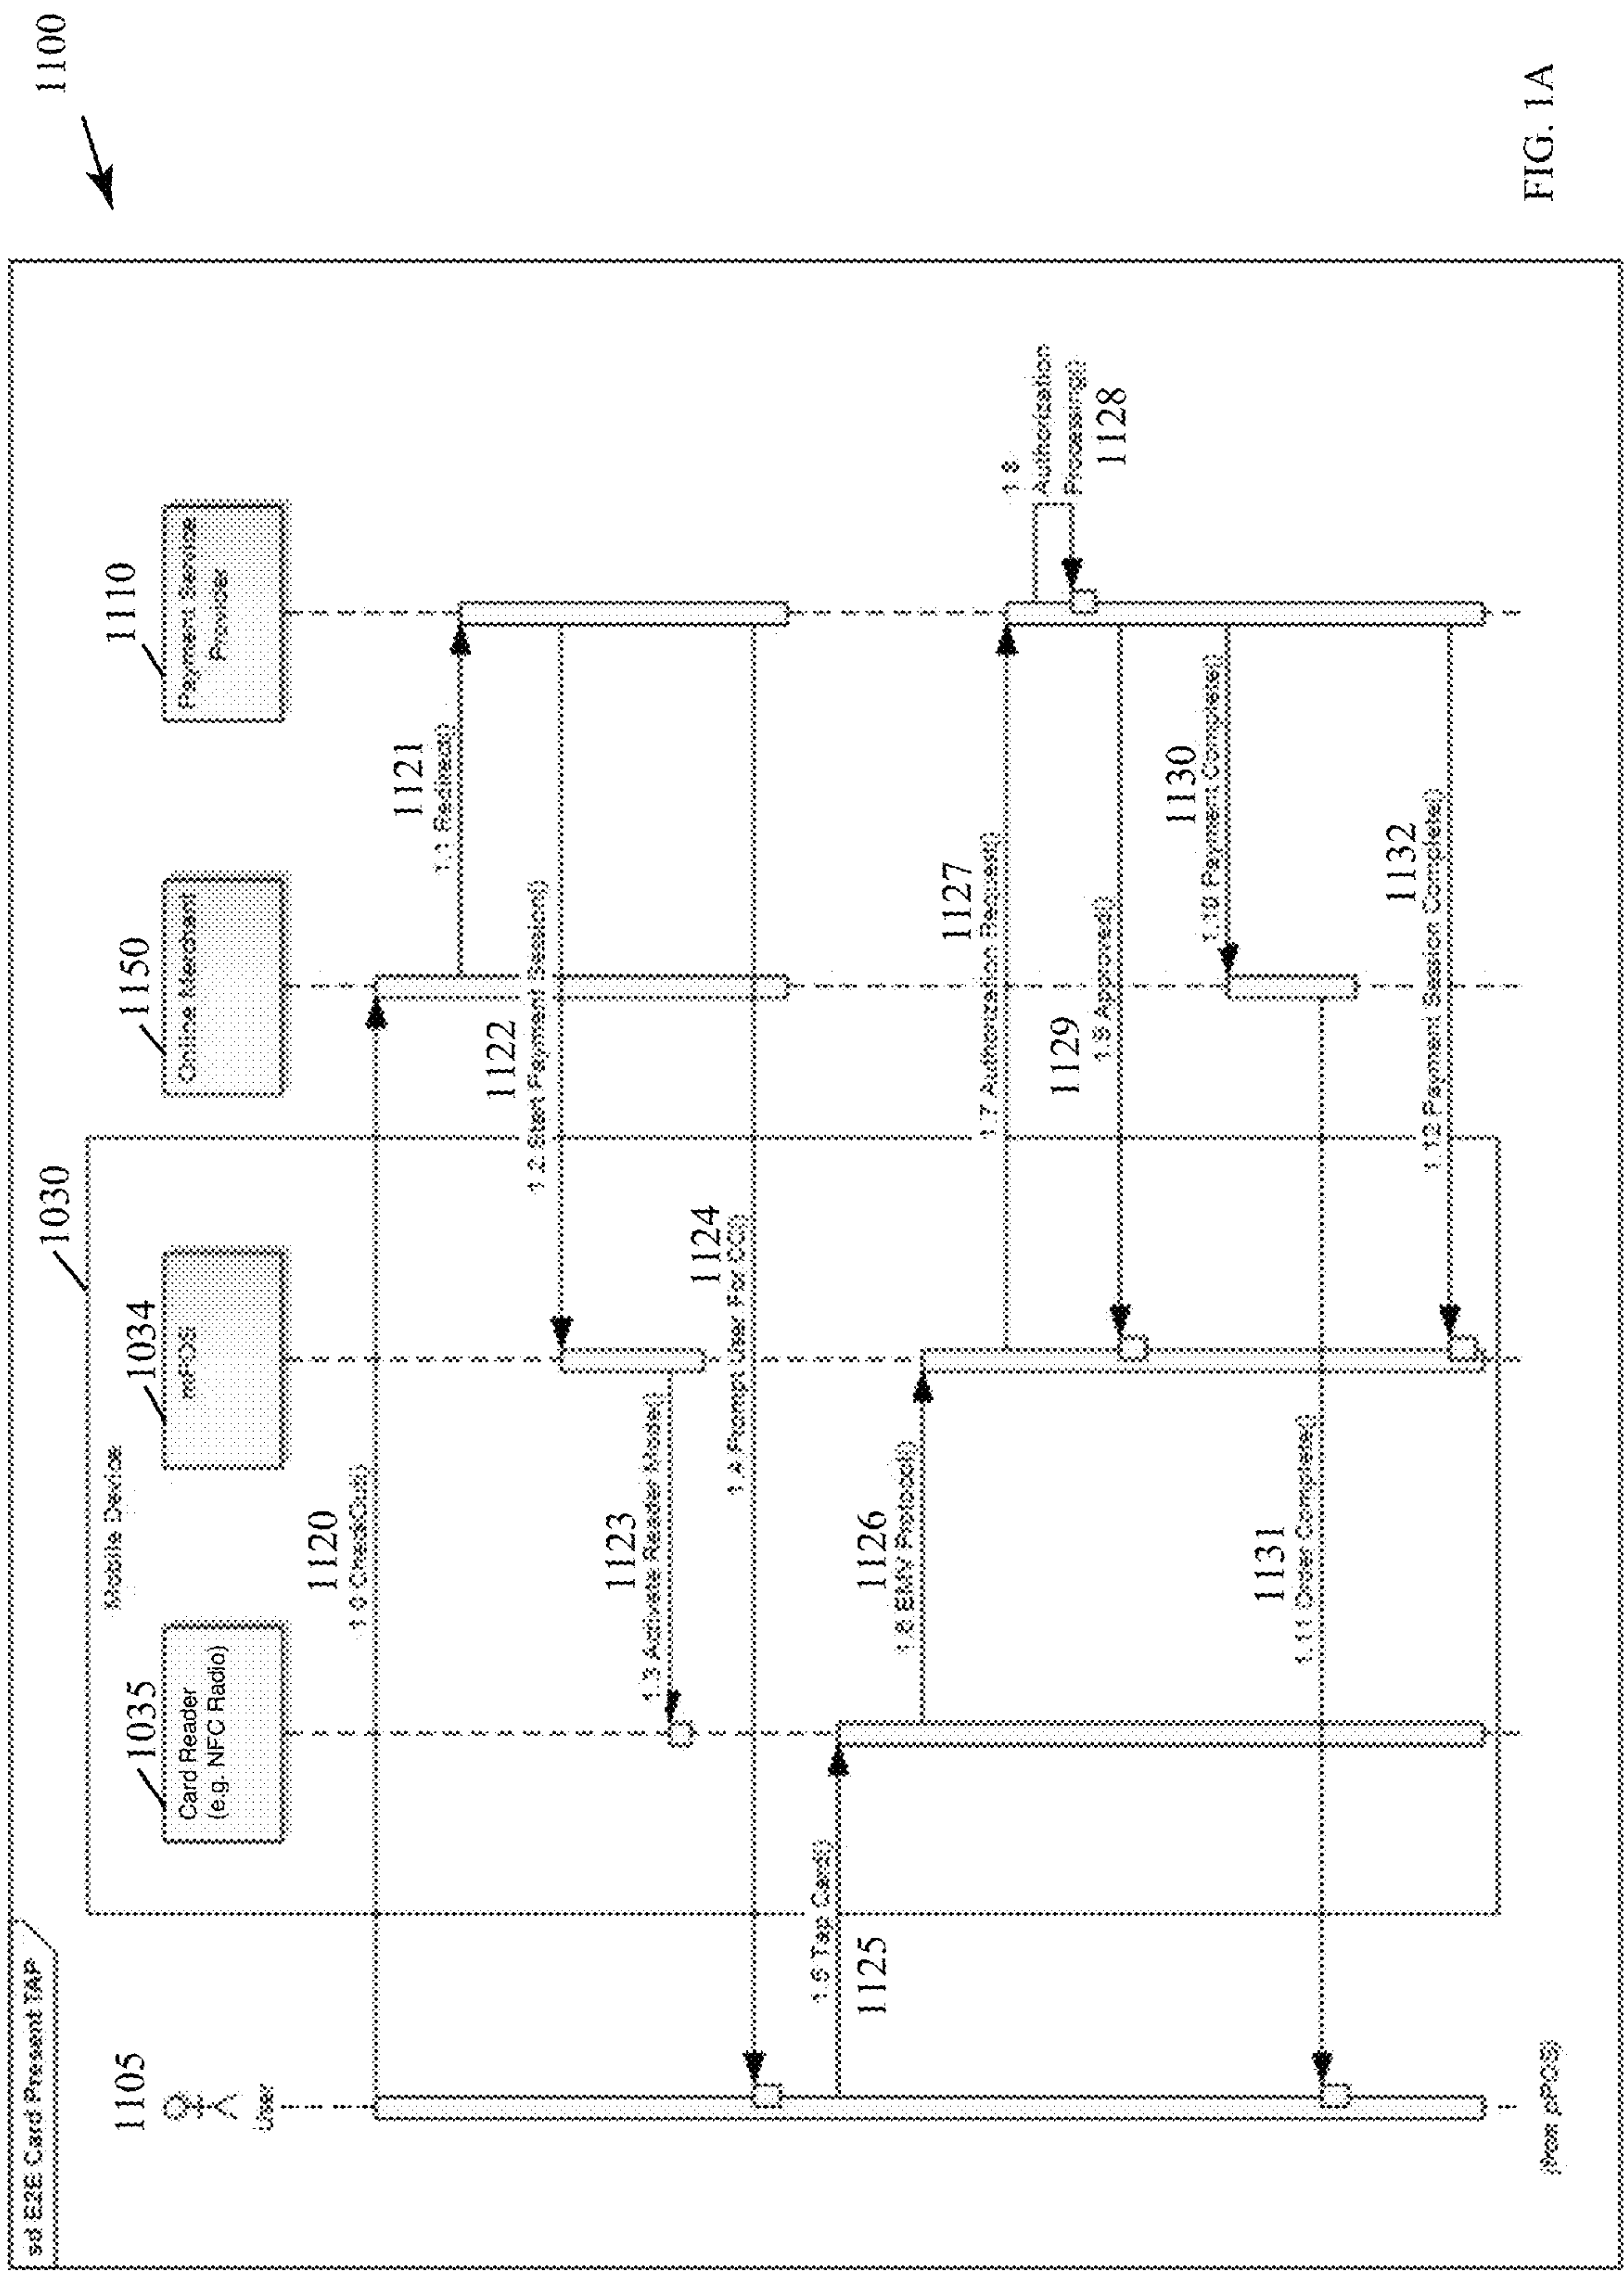 1100
sd E2E Card Present TAP
1030
Mobile Device
1105
User
1035
Card Reader
(e.g. NFC Radio)
1034
mPOS
1150
Online Merchant
1110
Payment Service
Provider
1120
1.0 CheckOut()
1121
1.1 Redirect()
1122
1.2 Start Payment Session()
1123
1.3 Activate Reader Mode()
1124
1.4 Prompt User For CC()
1.5 Tap Card()
1125
1126
1.6 EMV Protocol()
1127
1.7 Authorization Request()
1.8
Authorization
Processing()
1128
1129
1.9 Approved()
1130
1.10 Payment Complete()
1131
1.11 Order Complete()
1132
1.12 Payment Session Complete()
(from pPOS)
FIG. 1A